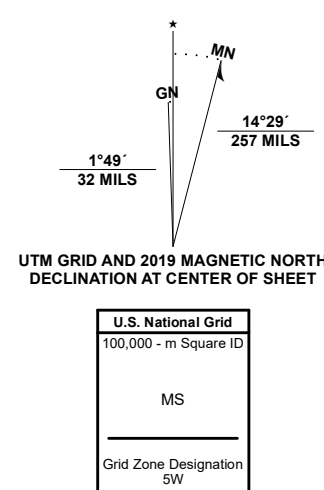 ★
MN
GN
14°29´
257 MILS
1°49´
32 MILS
UTM GRID AND 2019 MAGNETIC NORTH
DECLINATION AT CENTER OF SHEET
U.S. National Grid
100,000 - m Square ID
MS
Grid Zone Designation
5W